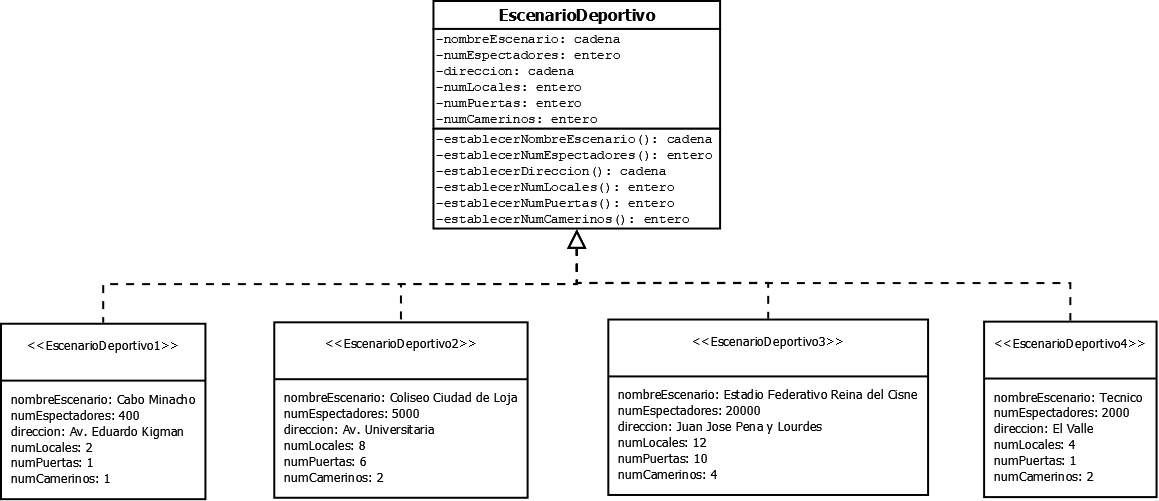 EscenarioDeportivo
-nombreEscenario: cadena
-numEspectadores: entero
-direccion: cadena
-numLocales: entero
-numPuertas: entero
-numCamerinos: entero
-establecerNombreEscenario(): cadena
-establecerNumEspectadores(): entero
-establecerDireccion(): cadena
-establecerNumLocales(): entero
-establecerNumPuertas(): entero
-establecerNumCamerinos(): entero
<<EscenarioDeportivo1>>
nombreEscenario: Cabo Minacho
numEspectadores: 400
direccion: Av. Eduardo Kigman
numLocales: 2
numPuertas: 1
numCamerinos: 1
<<EscenarioDeportivo2>>
nombreEscenario: Coliseo Ciudad de Loja
numEspectadores: 5000
direccion: Av. Universitaria
numLocales: 8
numPuertas: 6
numCamerinos: 2
<<EscenarioDeportivo3>>
nombreEscenario: Estadio Federativo Reina del Cisne
numEspectadores: 20000
direccion: Juan Jose Pena y Lourdes
numLocales: 12
numPuertas: 10
numCamerinos: 4
<<EscenarioDeportivo4>>
nombreEscenario: Tecnico
numEspectadores: 2000
direccion: El Valle
numLocales: 4
numPuertas: 1
numCamerinos: 2